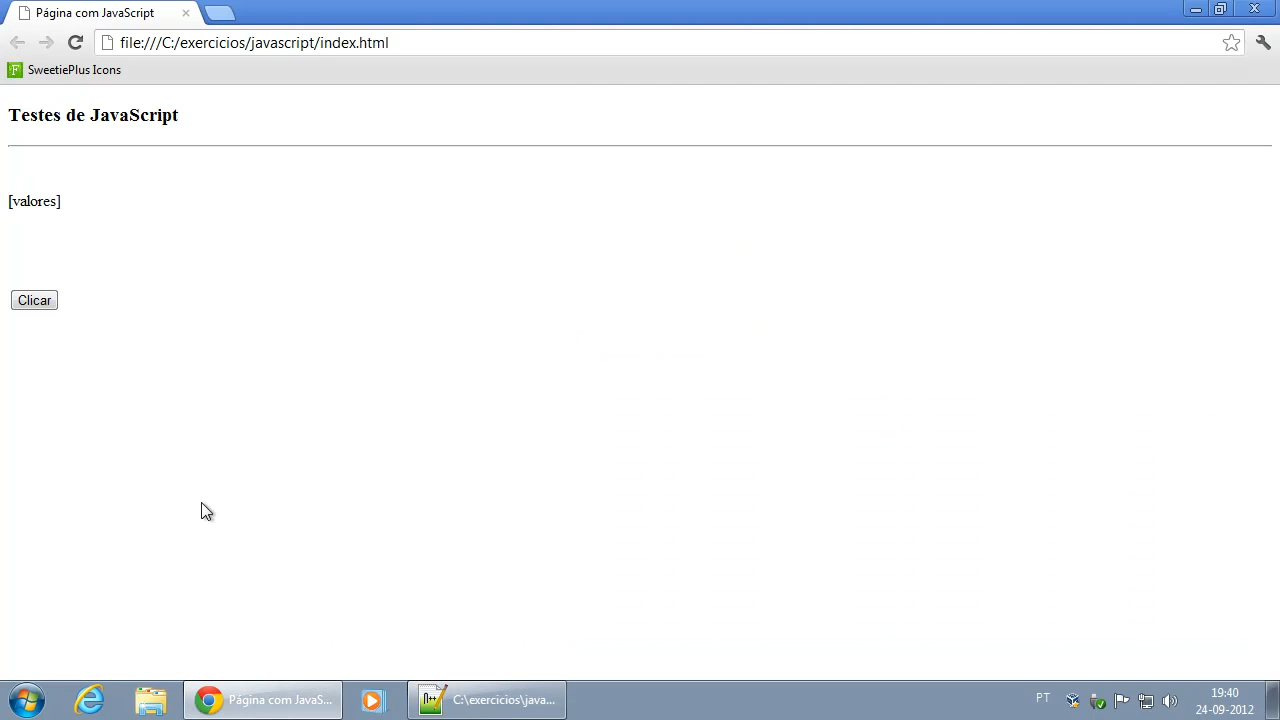 Página com JavaScript
file:///C:/exercicios/javascript/index.html
SweetiePlus Icons
Testes de JavaScript
[valores]
Clicar
Página com JavaS...
C:\exercicios\java...
PT
19:40
24-09-2012